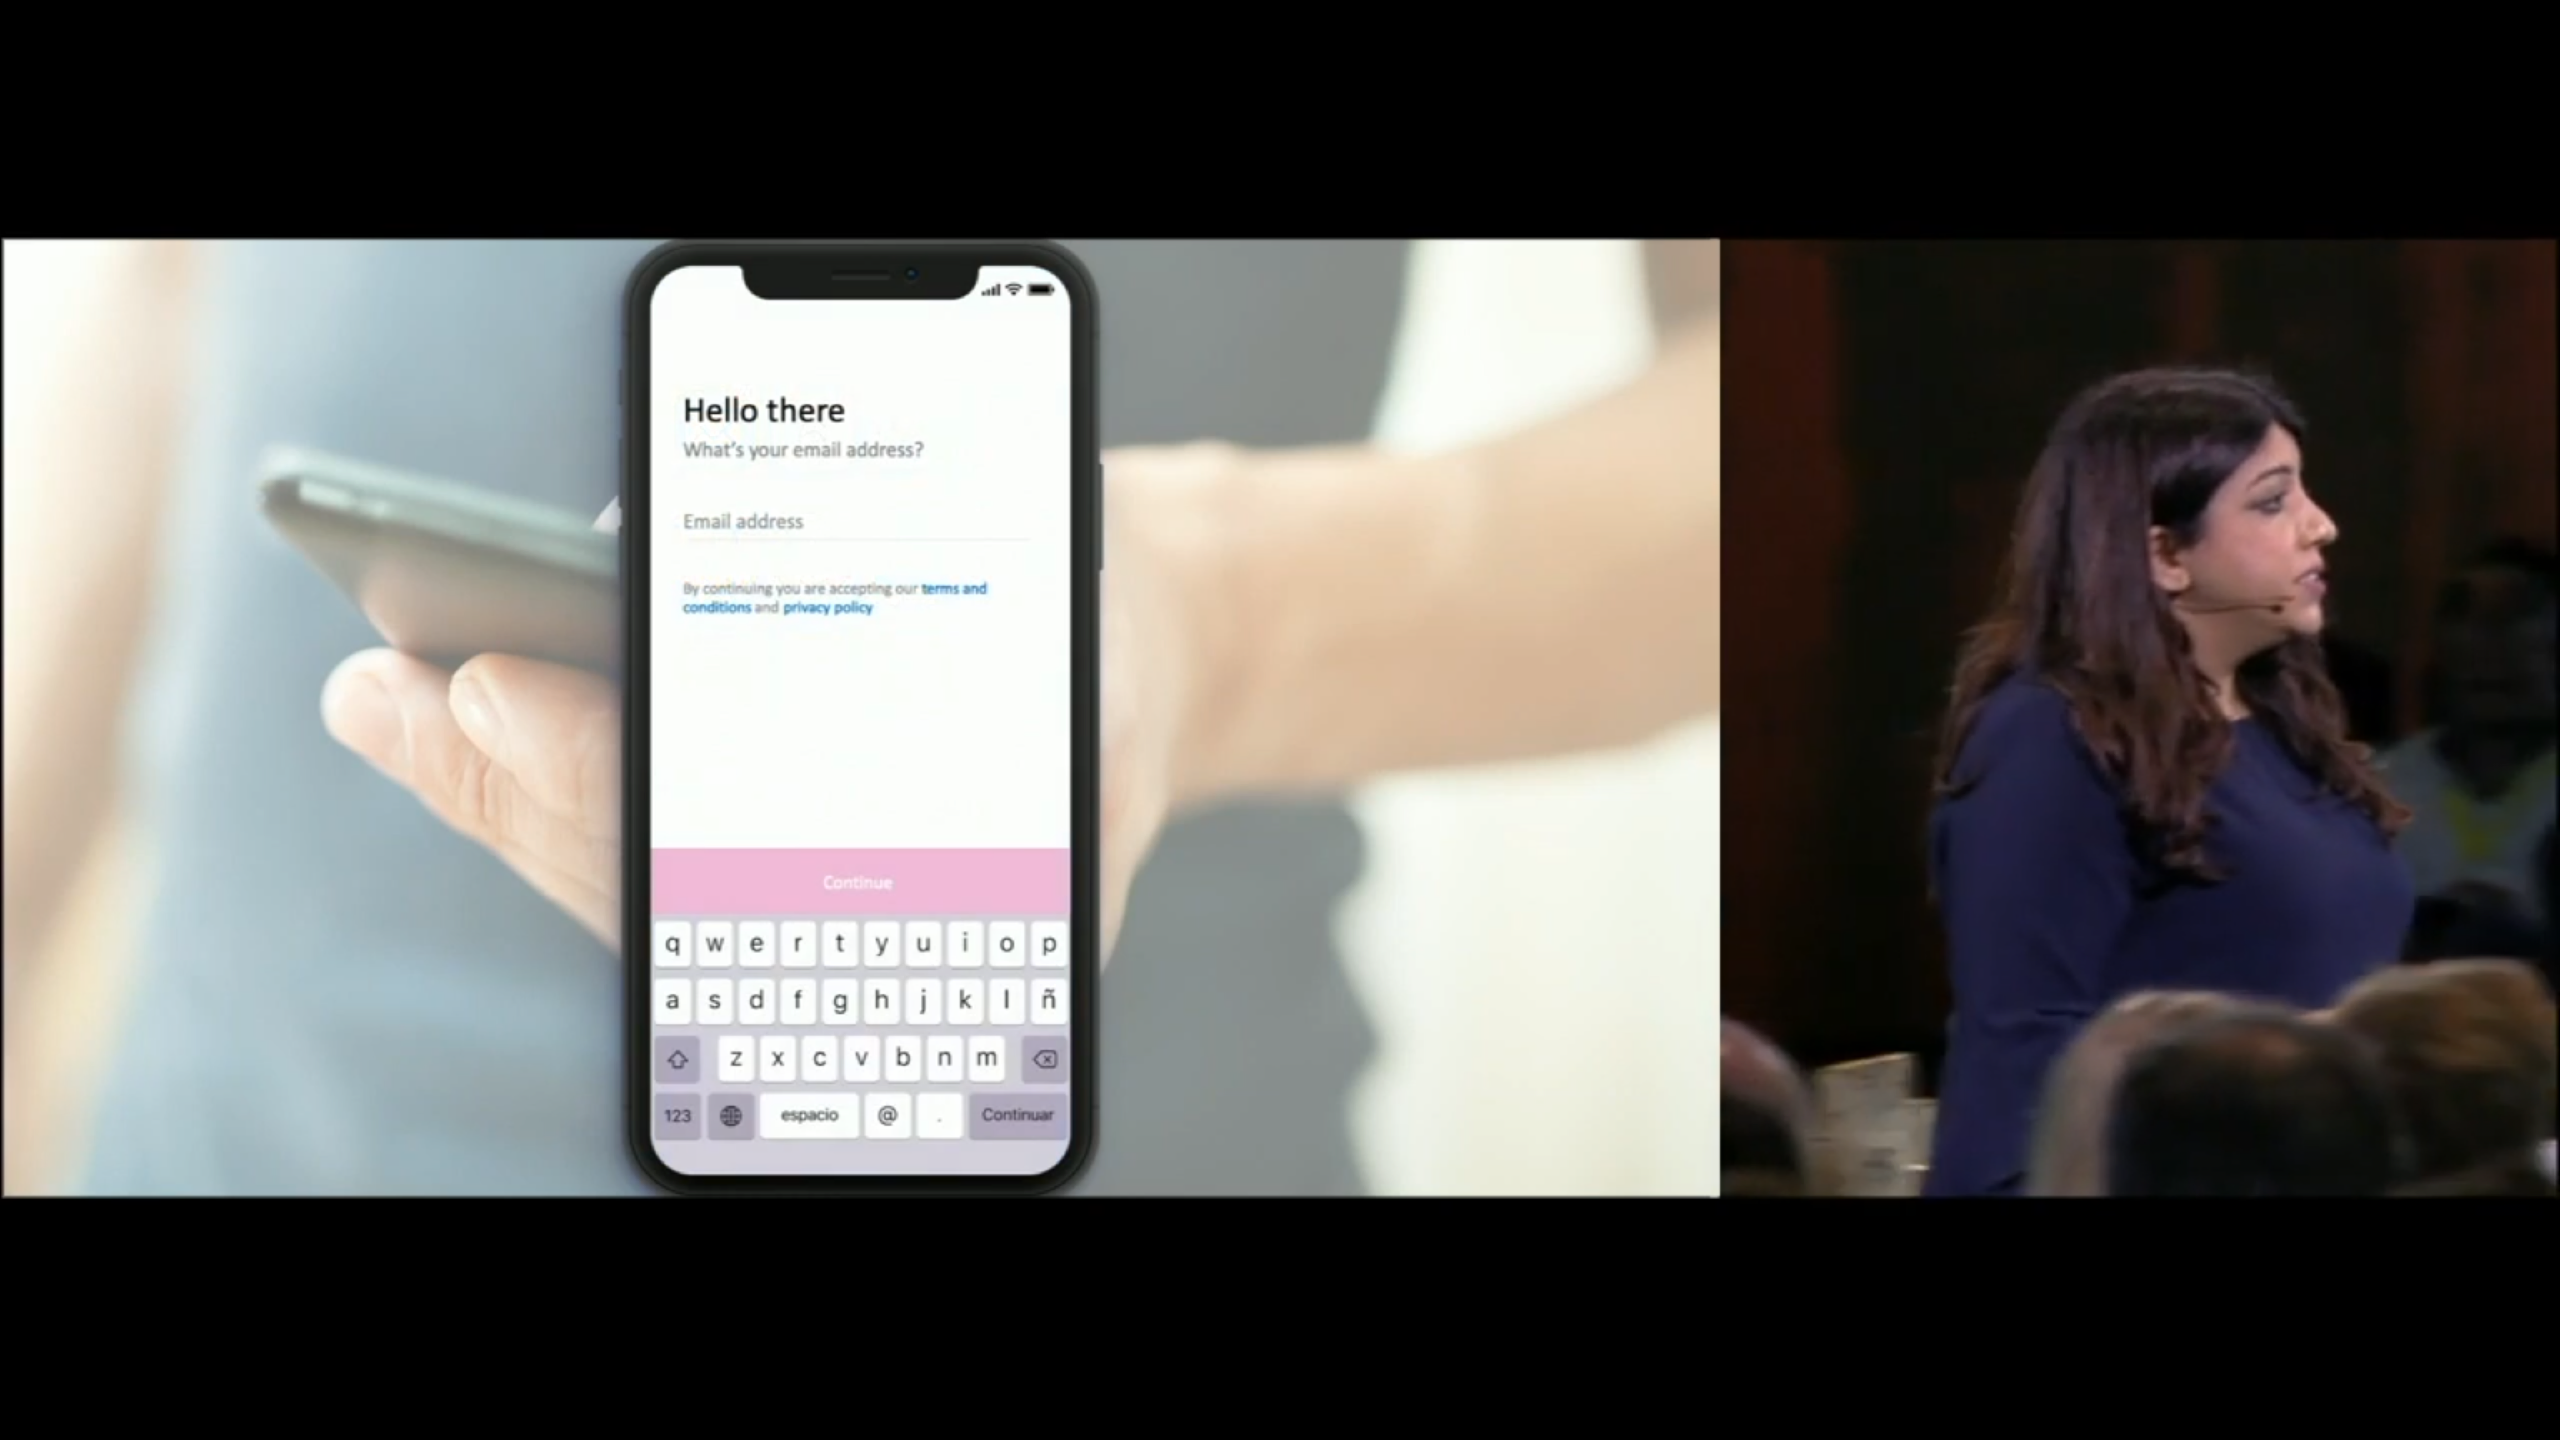 Hello there
What's your email address?
Email address
By continuing you are accepting our terms and
conditions and privacy policy
Continue
q w e r t y u i o p
a s d f g h j k l ñ
z x c v b n m
123 espacio @ . Continuar